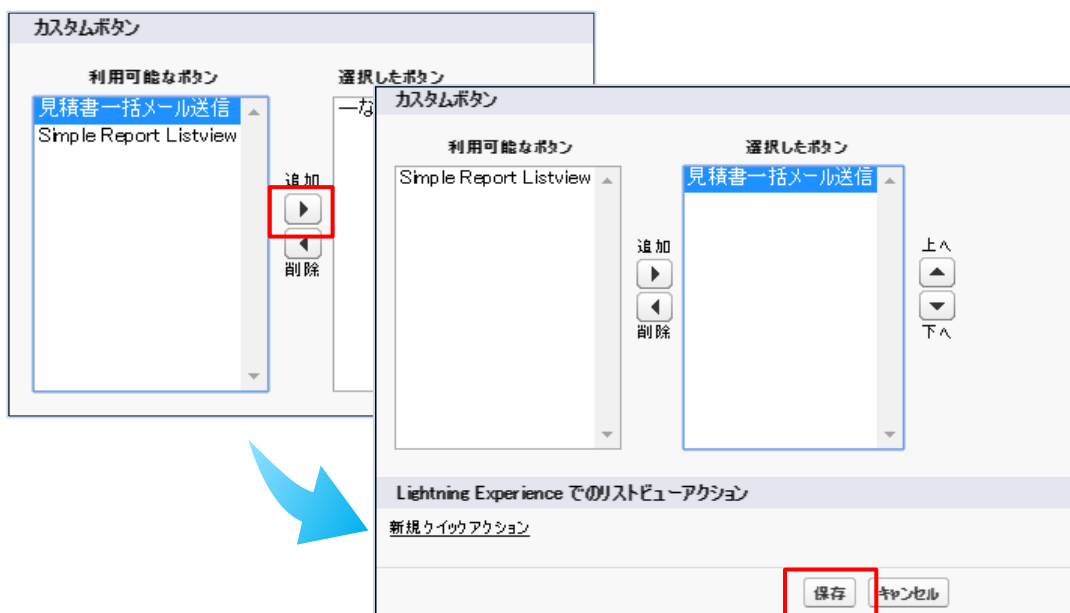 カスタムボタン
利用可能なボタン
選択したボタン
見積書一括メール送信
Simple Report Listview
―な
追加
削除
カスタムボタン
利用可能なボタン
選択したボタン
Simple Report Listview
見積書一括メール送信
追加
削除
上へ
下へ
Lightning Experience でのリストビューアクション
新規クイックアクション
保存
キャンセル